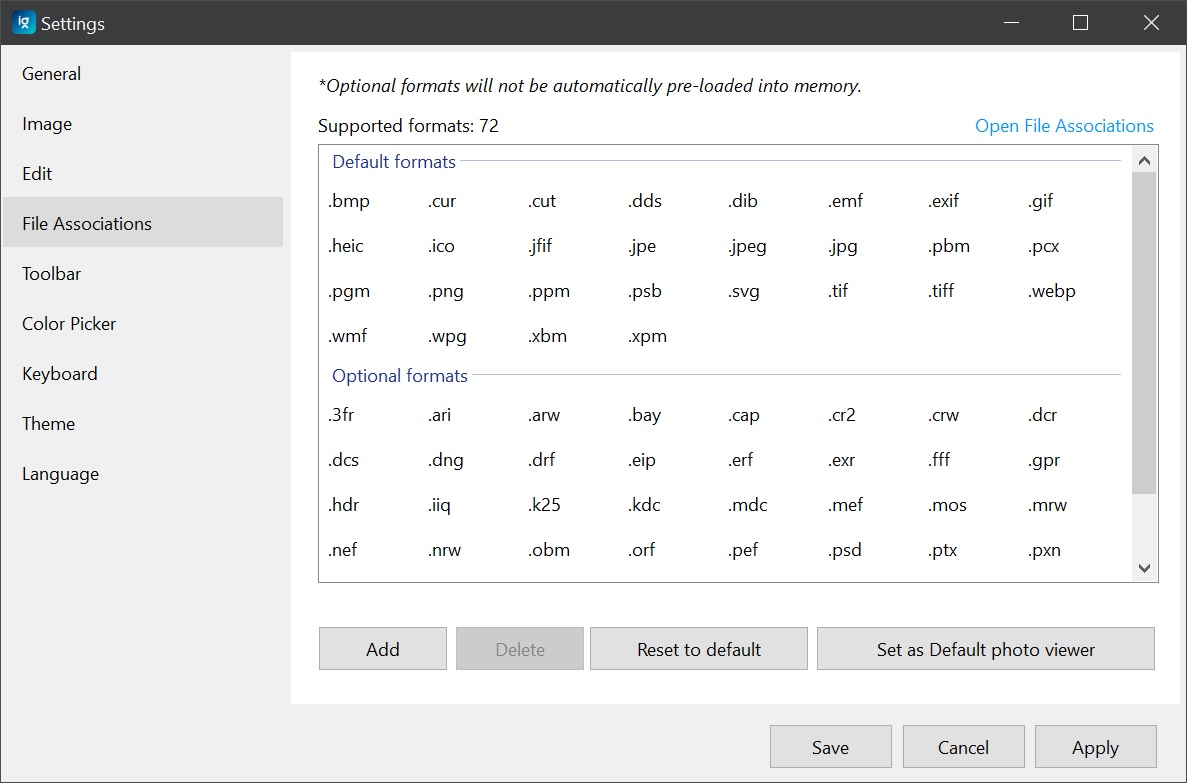 ig Settings
General
Image
Edit
File Associations
Toolbar
Color Picker
Keyboard
Theme
Language
*Optional formats will not be automatically pre-loaded into memory.
Supported formats: 72 Open File Associations
Default formats
.bmp .cur .cut .dds .dib .emf .exif .gif
.heic .ico .jfif .jpe .jpeg .jpg .pbm .pcx
.pgm .png .ppm .psb .svg .tif .tiff .webp
.wmf .wpg .xbm .xpm
Optional formats
.3fr .ari .arw .bay .cap .cr2 .crw .dcr
.dcs .dng .drf .eip .erf .exr .fff .gpr
.hdr .iiq .k25 .kdc .mdc .mef .mos .mrw
.nef .nrw .obm .orf .pef .psd .ptx .pxn
Add Delete Reset to default Set as Default photo viewer
Save Cancel Apply